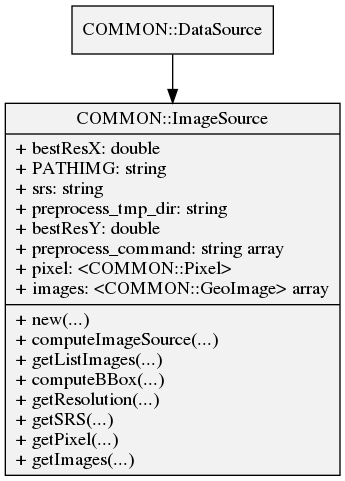 COMMON::DataSource
COMMON::ImageSource
+ bestResX: double
+ PATHIMG: string
+ srs: string
+ preprocess_tmp_dir: string
+ bestResY: double
+ preprocess_command: string array
+ pixel: <COMMON::Pixel>
+ images: <COMMON::GeoImage> array
+ new(...)
+ computeImageSource(...)
+ getListImages(...)
+ computeBBox(...)
+ getResolution(...)
+ getSRS(...)
+ getPixel(...)
+ getImages(...)